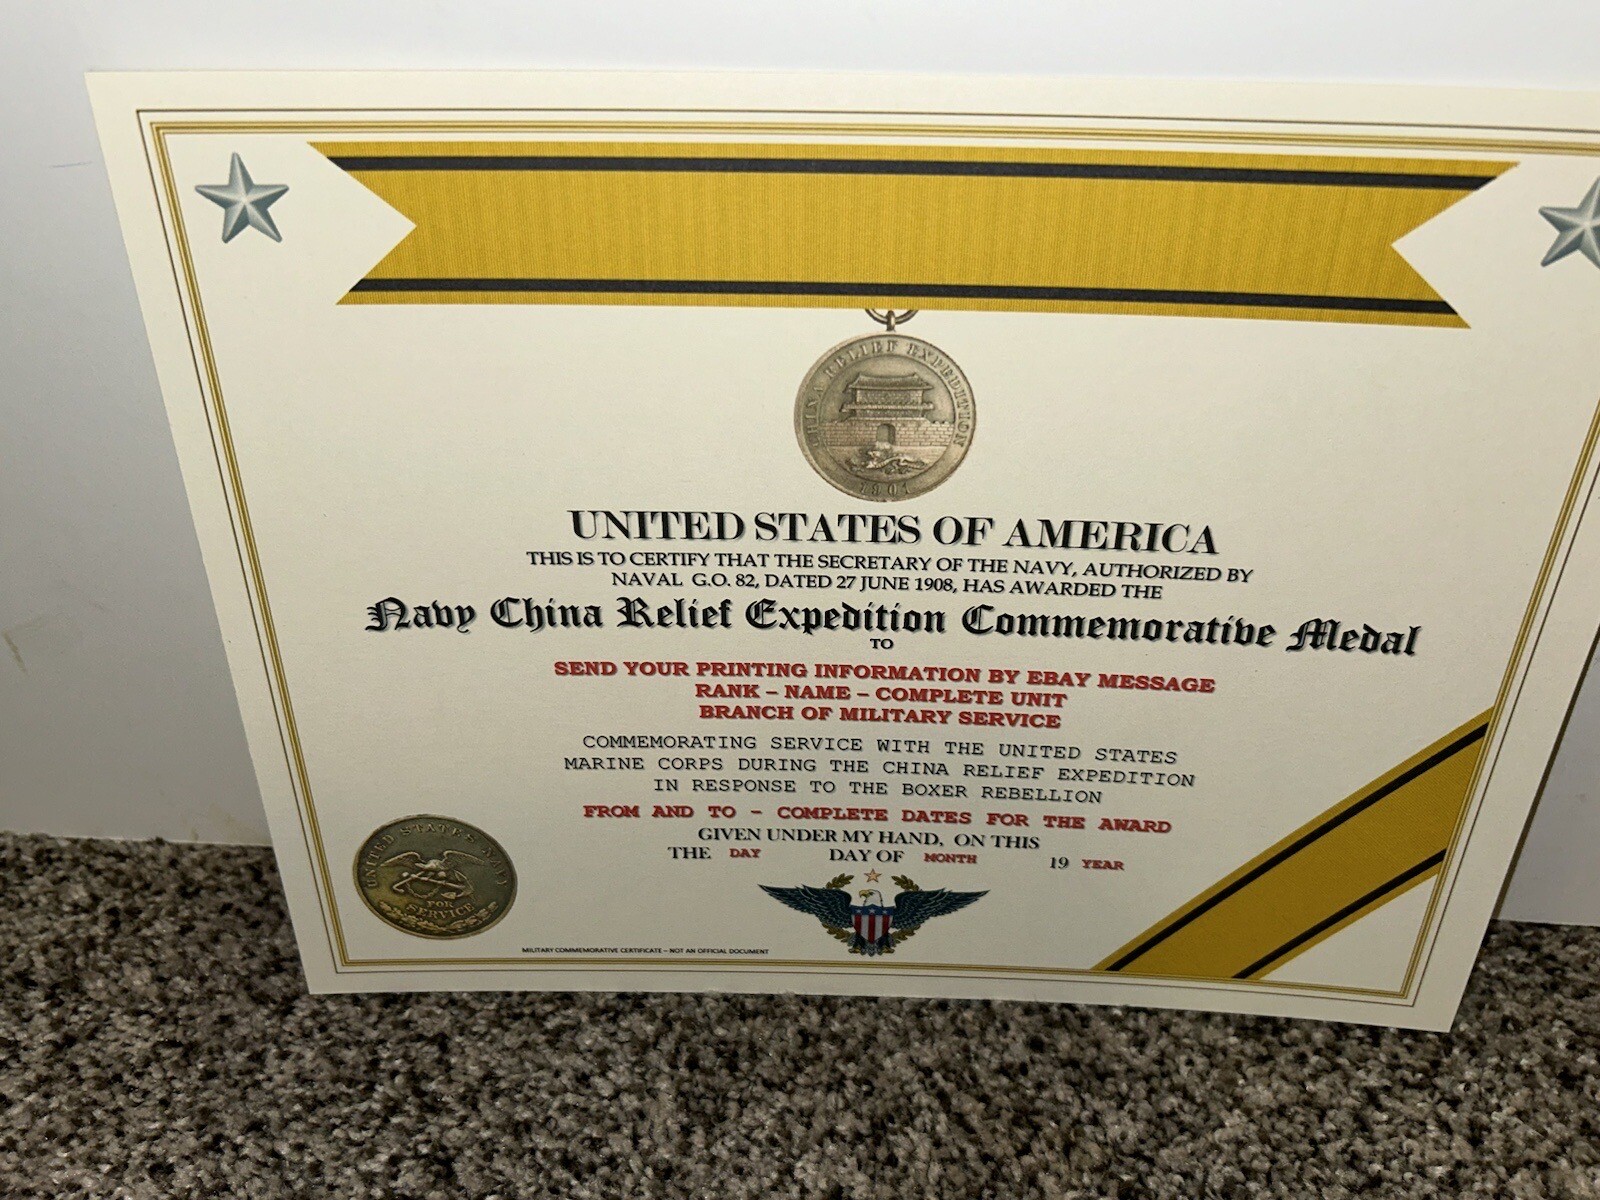 CHINA RELIEF EXPEDITION
1901
UNITED STATES OF AMERICA
THIS IS TO CERTIFY THAT THE SECRETARY OF THE NAVY, AUTHORIZED BY
NAVAL G.O. 82, DATED 27 JUNE 1908, HAS AWARDED THE
Navy China Relief Expedition Commemorative Medal
TO
SEND YOUR PRINTING INFORMATION BY EBAY MESSAGE
RANK – NAME – COMPLETE UNIT
BRANCH OF MILITARY SERVICE
COMMEMORATING SERVICE WITH THE UNITED STATES
MARINE CORPS DURING THE CHINA RELIEF EXPEDITION
IN RESPONSE TO THE BOXER REBELLION
FROM AND TO – COMPLETE DATES FOR THE AWARD
GIVEN UNDER MY HAND, ON THIS
THE DAY DAY OF MONTH 19 YEAR
UNITED STATES NAVY
FOR
SERVICE
MILITARY COMMEMORATIVE CERTIFICATE – NOT AN OFFICIAL DOCUMENT